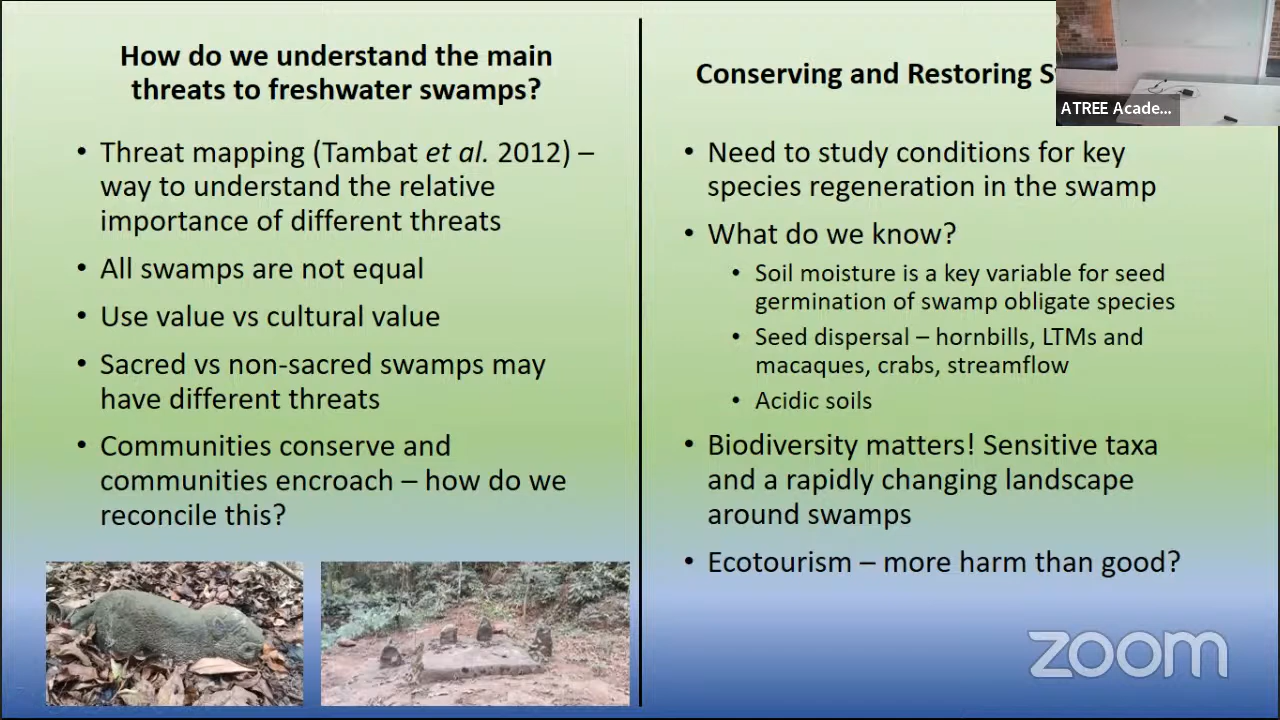 How do we understand the main
threats to freshwater swamps?
• Threat mapping (Tambat et al. 2012) –
way to understand the relative
importance of different threats
• All swamps are not equal
• Use value vs cultural value
• Sacred vs non-sacred swamps may
have different threats
• Communities conserve and
communities encroach – how do we
reconcile this?
Conserving and Restoring
ATREE Acade...
• Need to study conditions for key
species regeneration in the swamp
• What do we know?
• Soil moisture is a key variable for seed
germination of swamp obligate species
• Seed dispersal – hornbills, LTMs and
macaques, crabs, streamflow
• Acidic soils
• Biodiversity matters! Sensitive taxa
and a rapidly changing landscape
around swamps
• Ecotourism – more harm than good?
zoom